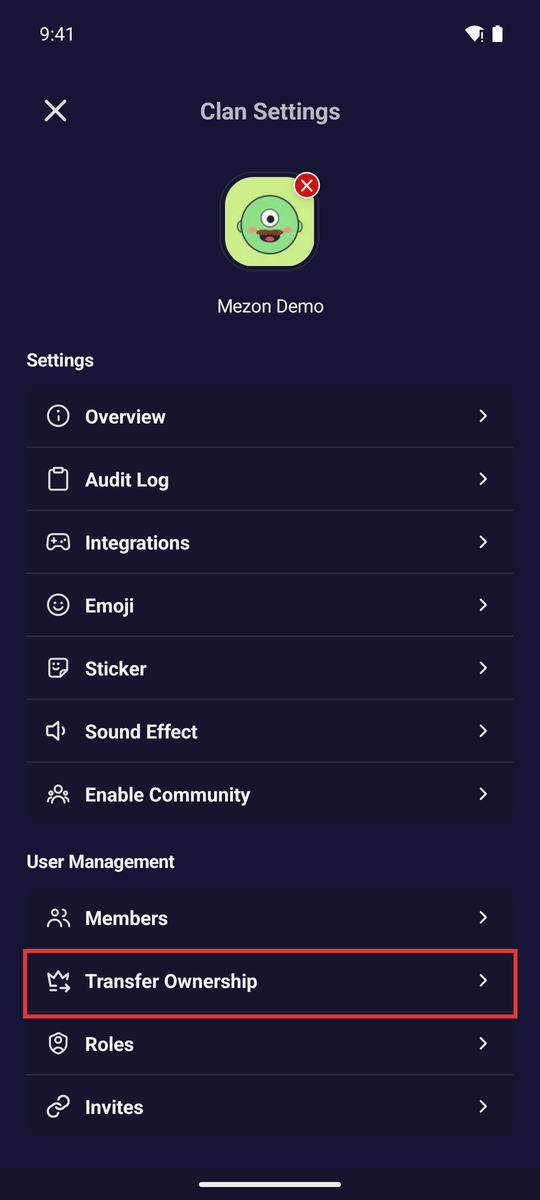 9:41
Clan Settings
Mezon Demo
Settings
Overview
Audit Log
Integrations
Emoji
Sticker
Sound Effect
Enable Community
User Management
Members
Transfer Ownership
Roles
Invites